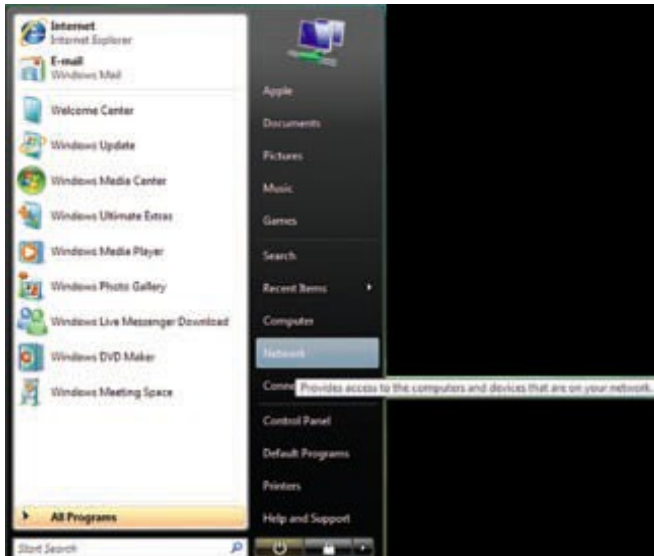 Internet
Internet Explorer
E-mail
Windows Mail
Welcome Center
Windows Update
Windows Media Center
Windows Ultimate Extras
Windows Media Player
Windows Photo Gallery
Windows Live Messenger Download
Windows DVD Maker
Windows Meeting Space
All Programs
Start Search
Apple
Documents
Pictures
Music
Games
Search
Recent Items
Computer
Network
Conne
Provides access to the computers and devices that are on your network.
Control Panel
Default Programs
Printers
Help and Support